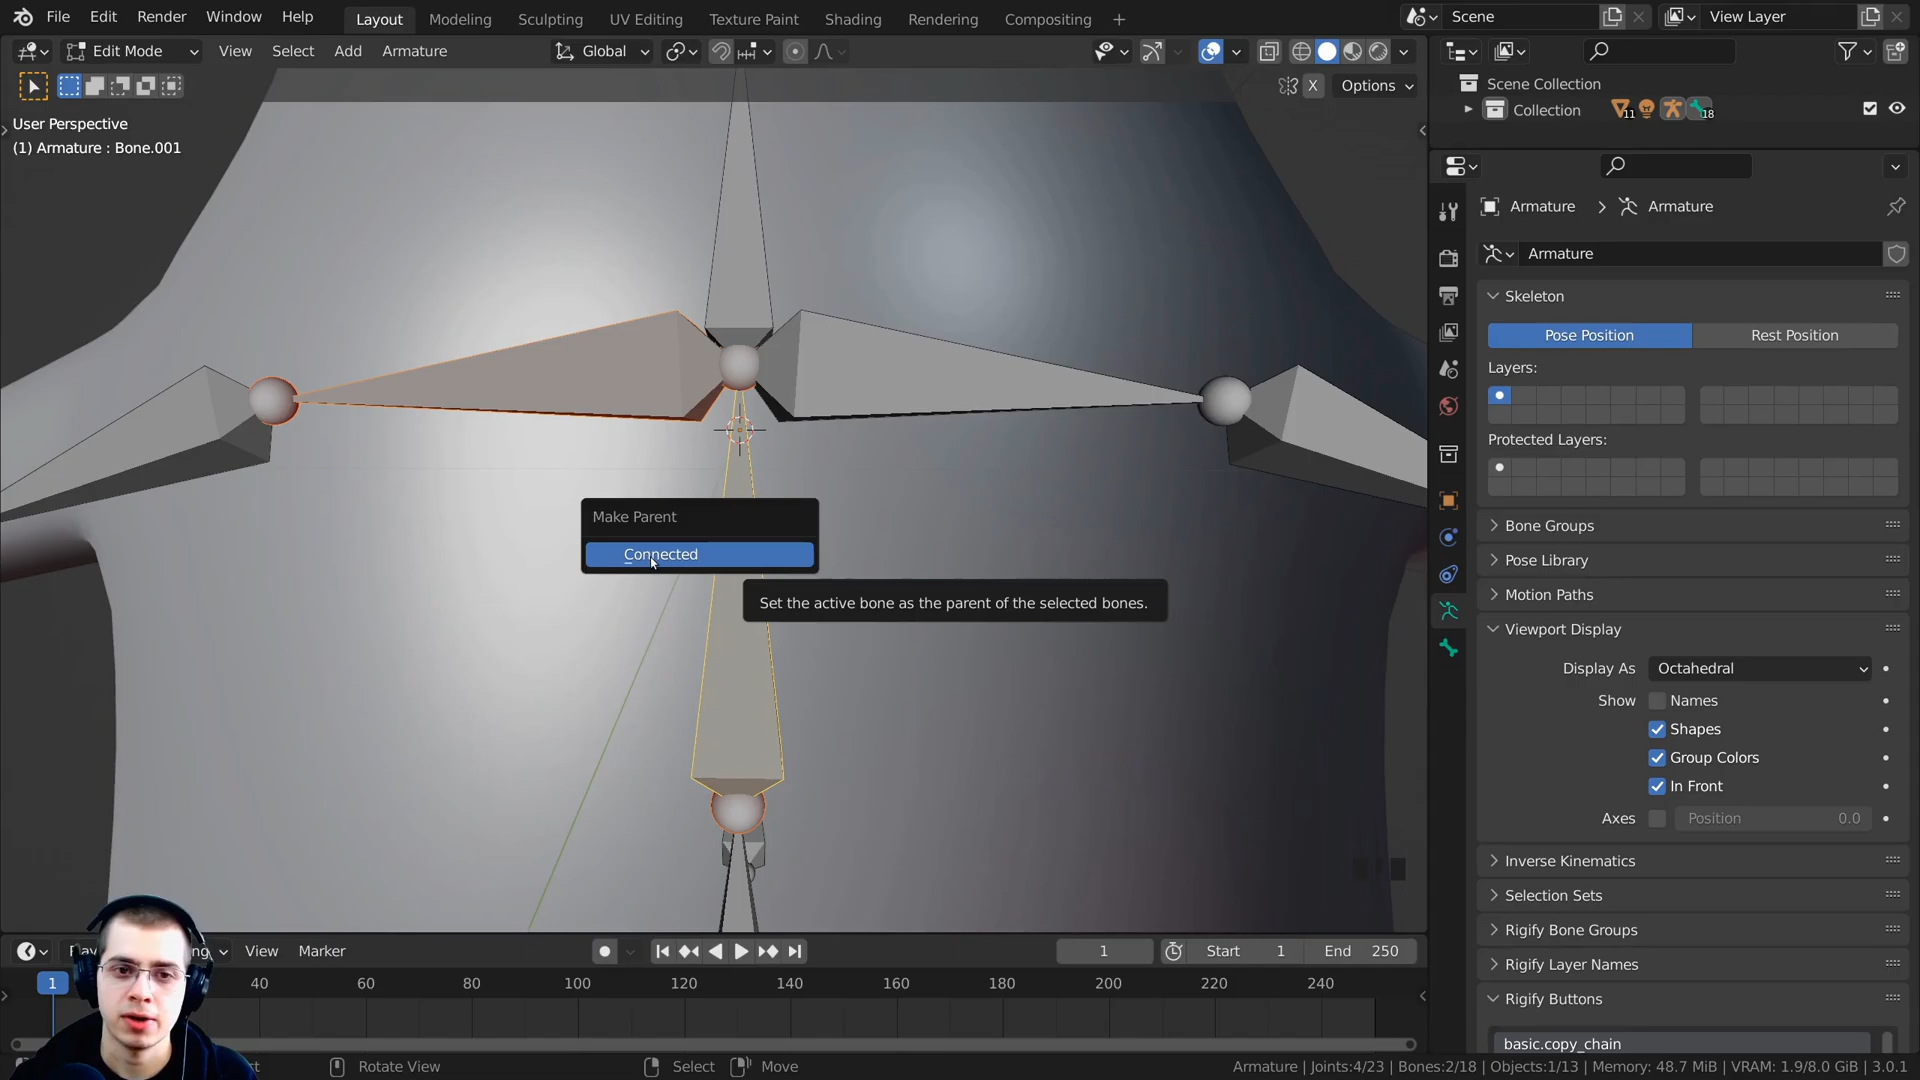 File Edit Render Window Help
Layout Modeling Sculpting UV Editing Texture Paint Shading Rendering Compositing +
Scene
View Layer
Edit Mode View Select Add Armature
Global
X Options
User Perspective
(1) Armature : Bone.001
Scene Collection
Collection 11 18
Armature > Armature
Armature
Skeleton
Pose Position Rest Position
Layers:
Protected Layers:
Bone Groups
Pose Library
Motion Paths
Viewport Display
Display As Octahedral
Show Names
Shapes
Group Colors
In Front
Axes Position 0.0
Inverse Kinematics
Selection Sets
Rigify Bone Groups
Rigify Layer Names
Rigify Buttons
basic.copy_chain
Make Parent
Connected
Set the active bone as the parent of the selected bones.
View Marker
1 Start 1 End 250
1 40 60 80 100 120 140 160 180 200 220 240
Rotate View Select Move
Armature | Joints:4/23 | Bones:2/18 | Objects:1/13 | Memory: 48.7 MiB | VRAM: 1.9/8.0 GiB | 3.0.1